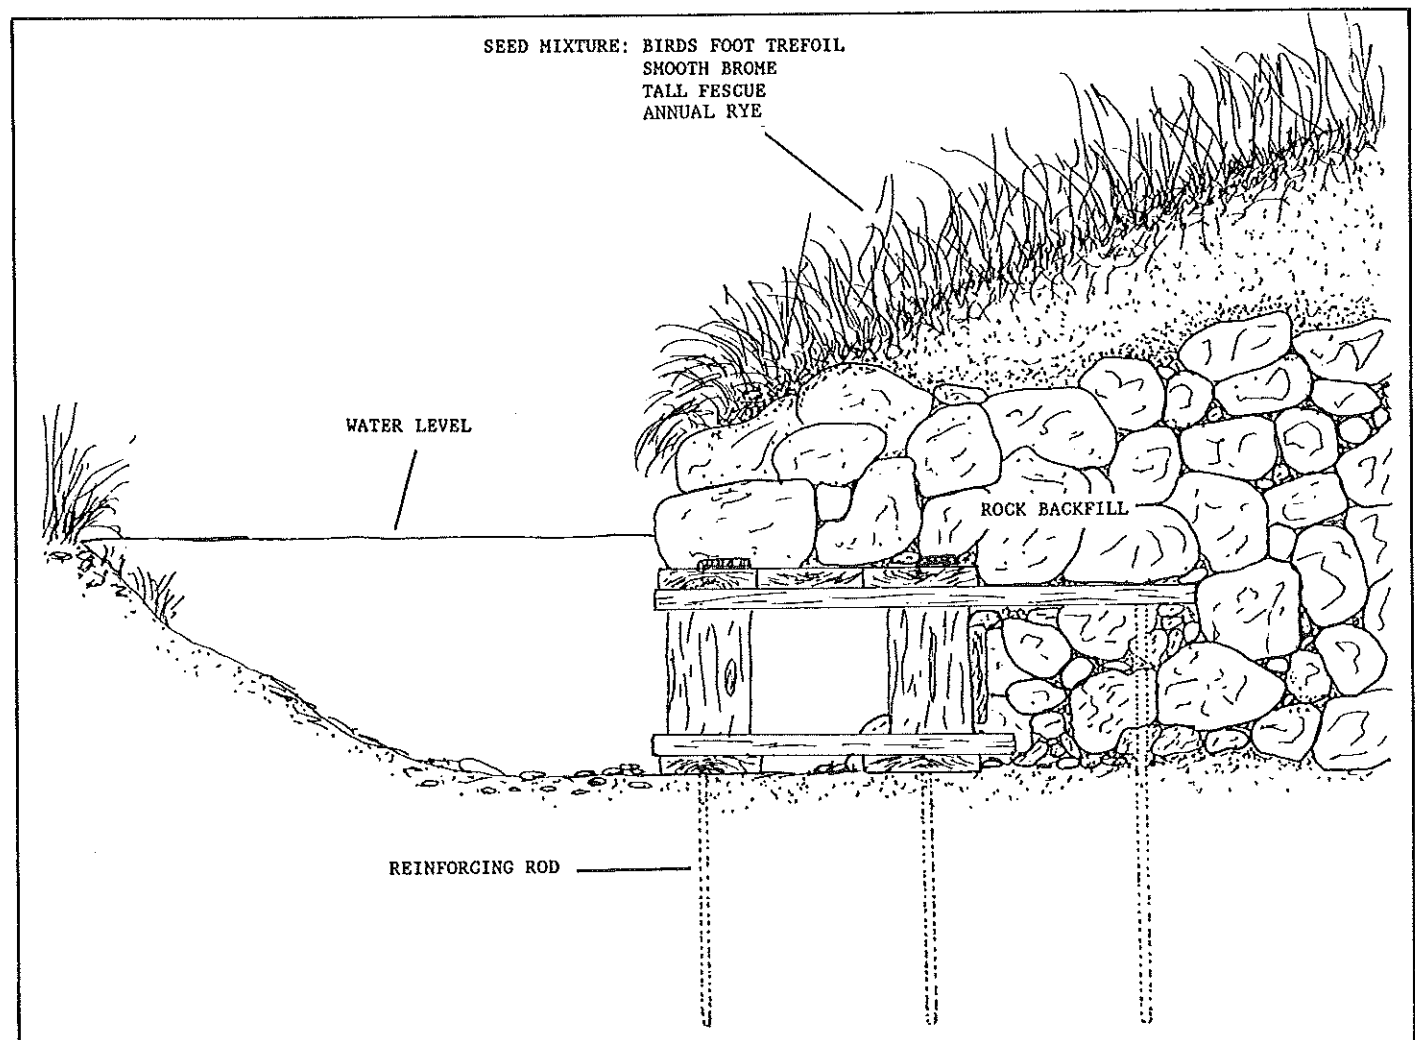 SEED MIXTURE: BIRDS FOOT TREFOIL
SMOOTH BROME
TALL FESCUE
ANNUAL RYE
WATER LEVEL
ROCK BACKFILL
REINFORCING ROD